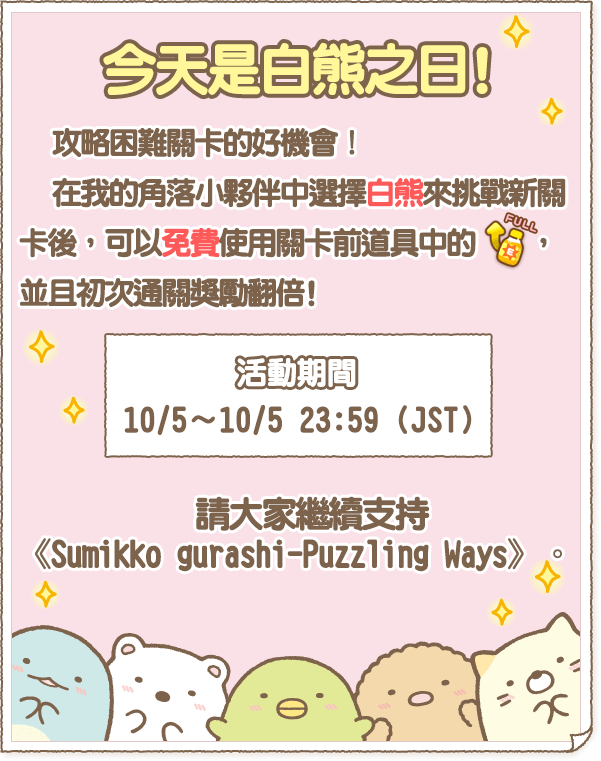 今天是白熊之日!
攻略困難關卡的好機會！
在我的角落小夥伴中選擇白熊來挑戰新關
卡後，可以免費使用關卡前道具中的 FULL，
並且初次通關獎勵翻倍!
活動期間
10/5～10/5 23:59 (JST)
請大家繼續支持
《Sumikko gurashi-Puzzling Ways》。